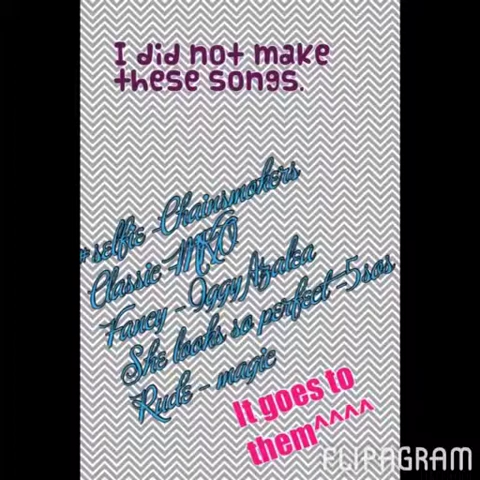 I did not make
these songs.
#selfie -Chainsmokers
Classic -MKO
Fancy -Iggy Azalea
She looks so perfect -5sos
Rude - magic
It goes to
them^^^^
FLIPAGRAM